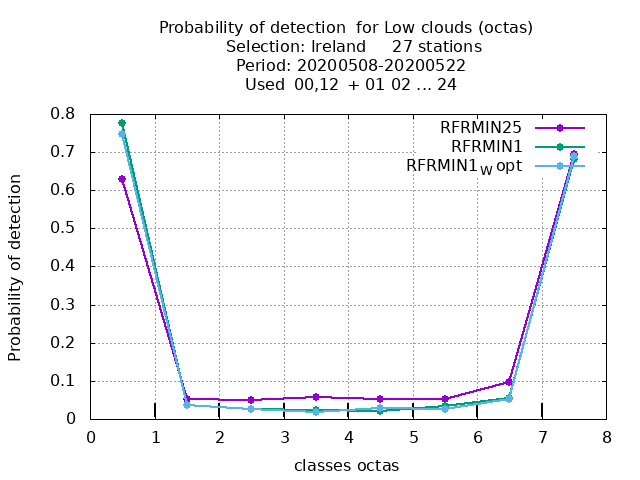 Probability of detection for Low clouds (octas)
Selection: Ireland 27 stations
Period: 20200508-20200522
Used 00,12 + 01 02 ... 24
RFRMIN25
RFRMIN1
RFRMIN1W opt
Probability of detection
0.8
0.7
0.6
0.5
0.4
0.3
0.2
0.1
0
0 1 2 3 4 5 6 7 8
classes octas